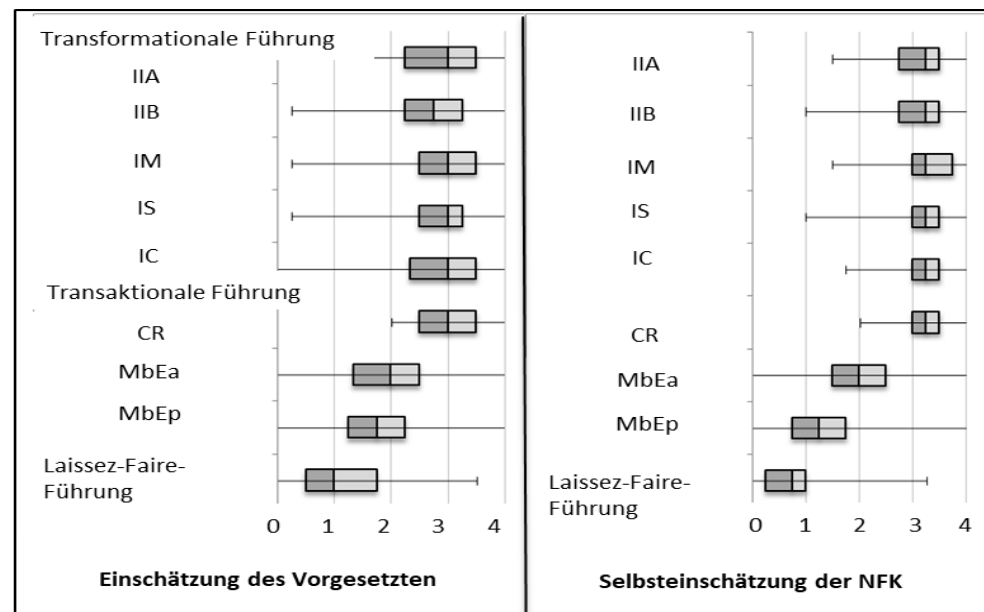 Transformationale Führung
IIA
IIB
IM
IS
IC
Transaktionale Führung
CR
MbEa
MbEp
Laissez-Faire-
Führung
0 1 2 3 4
Einschätzung des Vorgesetzten
IIA
IIB
IM
IS
IC
CR
MbEa
MbEp
Laissez-Faire-
Führung
0 1 2 3 4
Selbsteinschätzung der NFK